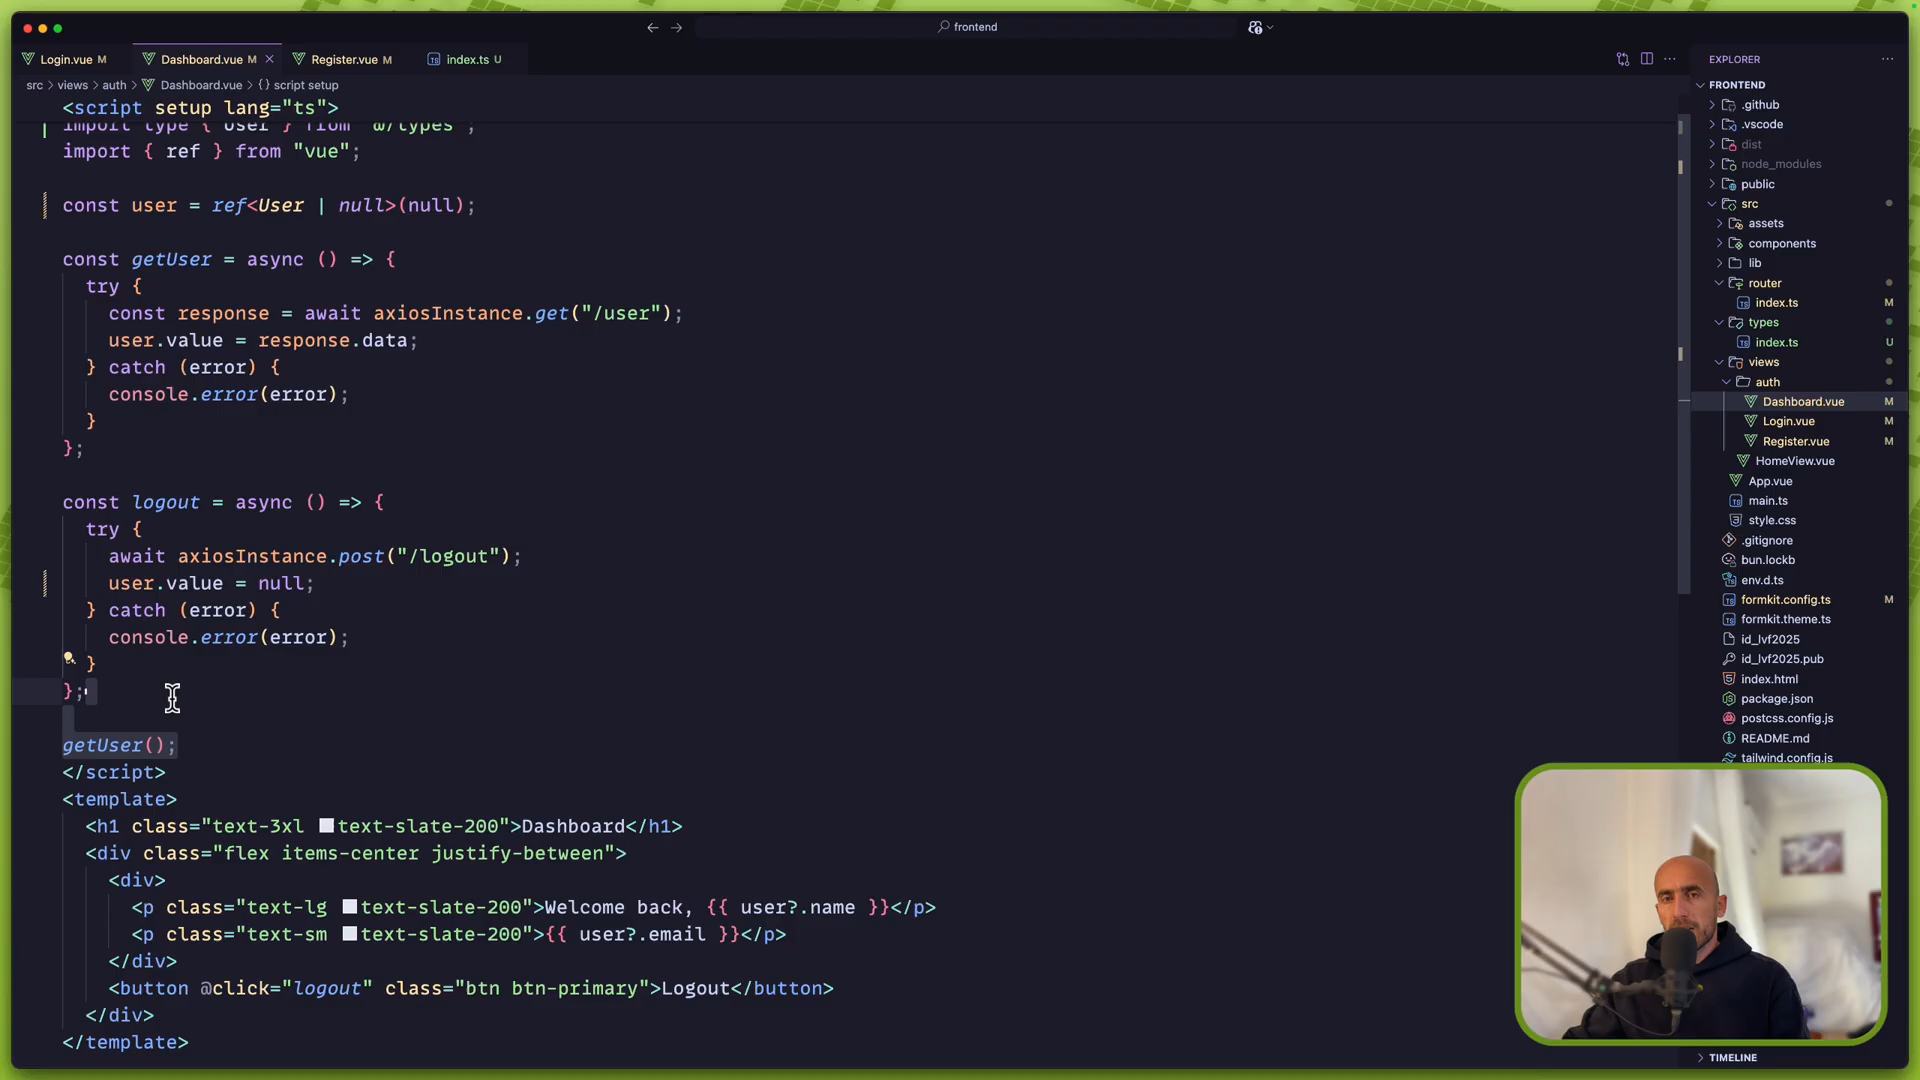 frontend
Login.vue M
Dashboard.vue M
Register.vue M
index.ts U
src > views > auth > Dashboard.vue > {} script setup
<script setup lang="ts">
import type { User } from "@/types";
import { ref } from "vue";
const user = ref<User | null>(null);
const getUser = async () => {
try {
const response = await axiosInstance.get("/user");
user.value = response.data;
} catch (error) {
console.error(error);
}
};
const logout = async () => {
try {
await axiosInstance.post("/logout");
user.value = null;
} catch (error) {
console.error(error);
}
};
getUser();
</script>
<template>
<h1 class="text-3xl text-slate-200">Dashboard</h1>
<div class="flex items-center justify-between">
<div>
<p class="text-lg text-slate-200">Welcome back, {{ user?.name }}</p>
<p class="text-sm text-slate-200">{{ user?.email }}</p>
</div>
<button @click="logout" class="btn btn-primary">Logout</button>
</div>
</template>
EXPLORER
FRONTEND
.github
.vscode
dist
node_modules
public
src
assets
components
lib
router
index.ts M
types
index.ts U
views
auth
Dashboard.vue M
Login.vue M
Register.vue M
HomeView.vue
App.vue
main.ts
style.css
.gitignore
bun.lockb
env.d.ts
formkit.config.ts M
formkit.theme.ts
id_lvf2025
id_lvf2025.pub
index.html
package.json
postcss.config.js
README.md
tailwind.config.js
TIMELINE